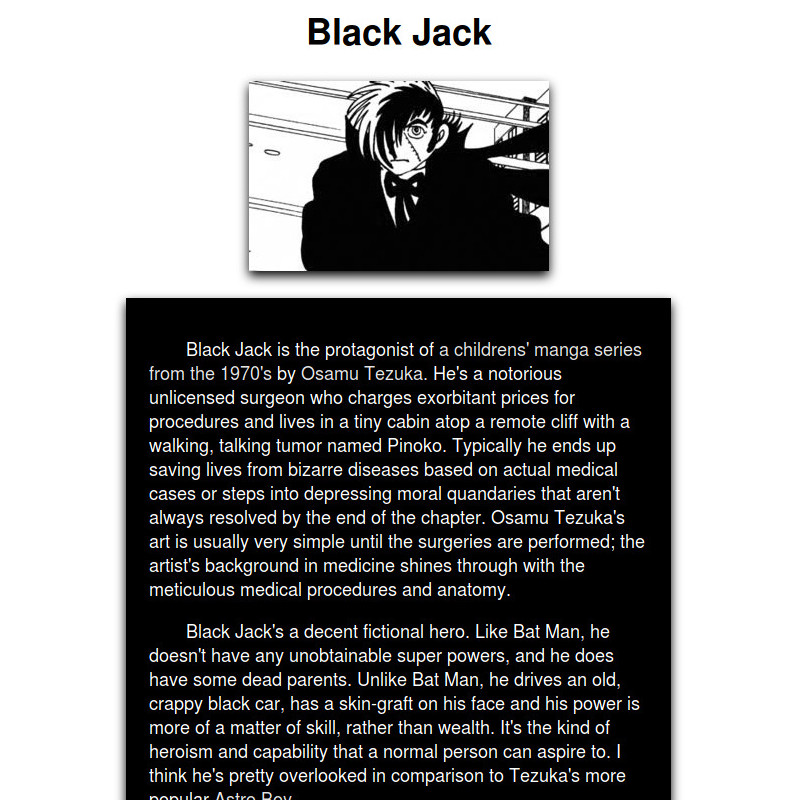 Black Jack
Black Jack is the protagonist of a childrens' manga series
from the 1970's by Osamu Tezuka. He's a notorious
unlicensed surgeon who charges exorbitant prices for
procedures and lives in a tiny cabin atop a remote cliff with a
walking, talking tumor named Pinoko. Typically he ends up
saving lives from bizarre diseases based on actual medical
cases or steps into depressing moral quandaries that aren't
always resolved by the end of the chapter. Osamu Tezuka's
art is usually very simple until the surgeries are performed; the
artist's background in medicine shines through with the
meticulous medical procedures and anatomy.
Black Jack's a decent fictional hero. Like Bat Man, he
doesn't have any unobtainable super powers, and he does
have some dead parents. Unlike Bat Man, he drives an old,
crappy black car, has a skin-graft on his face and his power is
more of a matter of skill, rather than wealth. It's the kind of
heroism and capability that a normal person can aspire to. I
think he's pretty overlooked in comparison to Tezuka's more
popular Astro Boy.